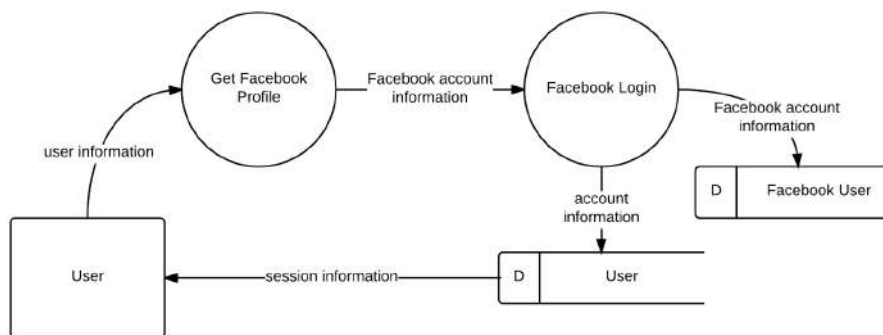 Get Facebook
Profile
Facebook account
information
Facebook Login
Facebook account
information
user information
D
Facebook User
account
information
User
session information
D
User